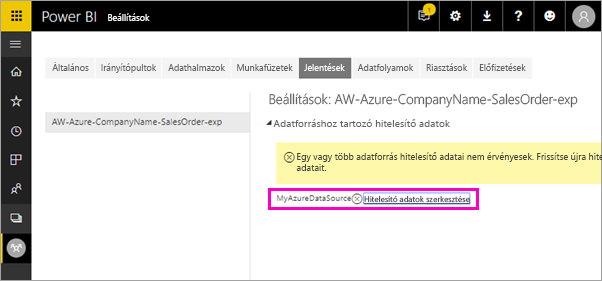 Power BI Beállítások
1
Általános Irányítópultok Adathalmazok Munkafüzetek Jelentések Adatfolyamok Riasztások Előfizetések
AW-Azure-CompanyName-SalesOrder-exp
Beállítások: AW-Azure-CompanyName-SalesOrder-exp
Adatforráshoz tartozó hitelesítő adatok
Egy vagy több adatforrás hitelesítő adatai nem érvényesek. Frissítse újra hite
adatait.
MyAzureDataSource Hitelesítő adatok szerkesztése